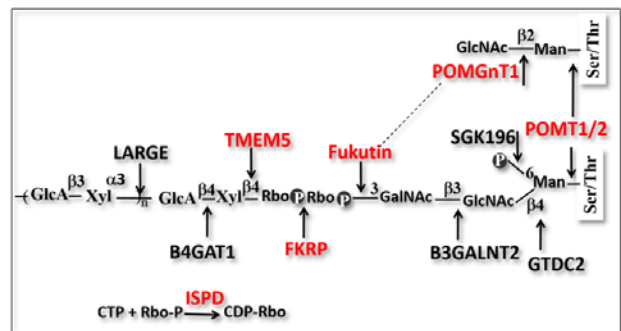 GlcNAc β2 Man Ser/Thr
POMGnT1
TMEM5 Fukutin SGK196 POMT1/2
LARGE
P 6
GlcA β3 Xyl α3 n GlcA β4 Xyl β4 Rbo P Rbo P 3 GalNAc β3 GlcNAc β4 Man Ser/Thr
B4GAT1 FKRP B3GALNT2 GTDC2
ISPD
CTP + Rbo-P CDP-Rbo